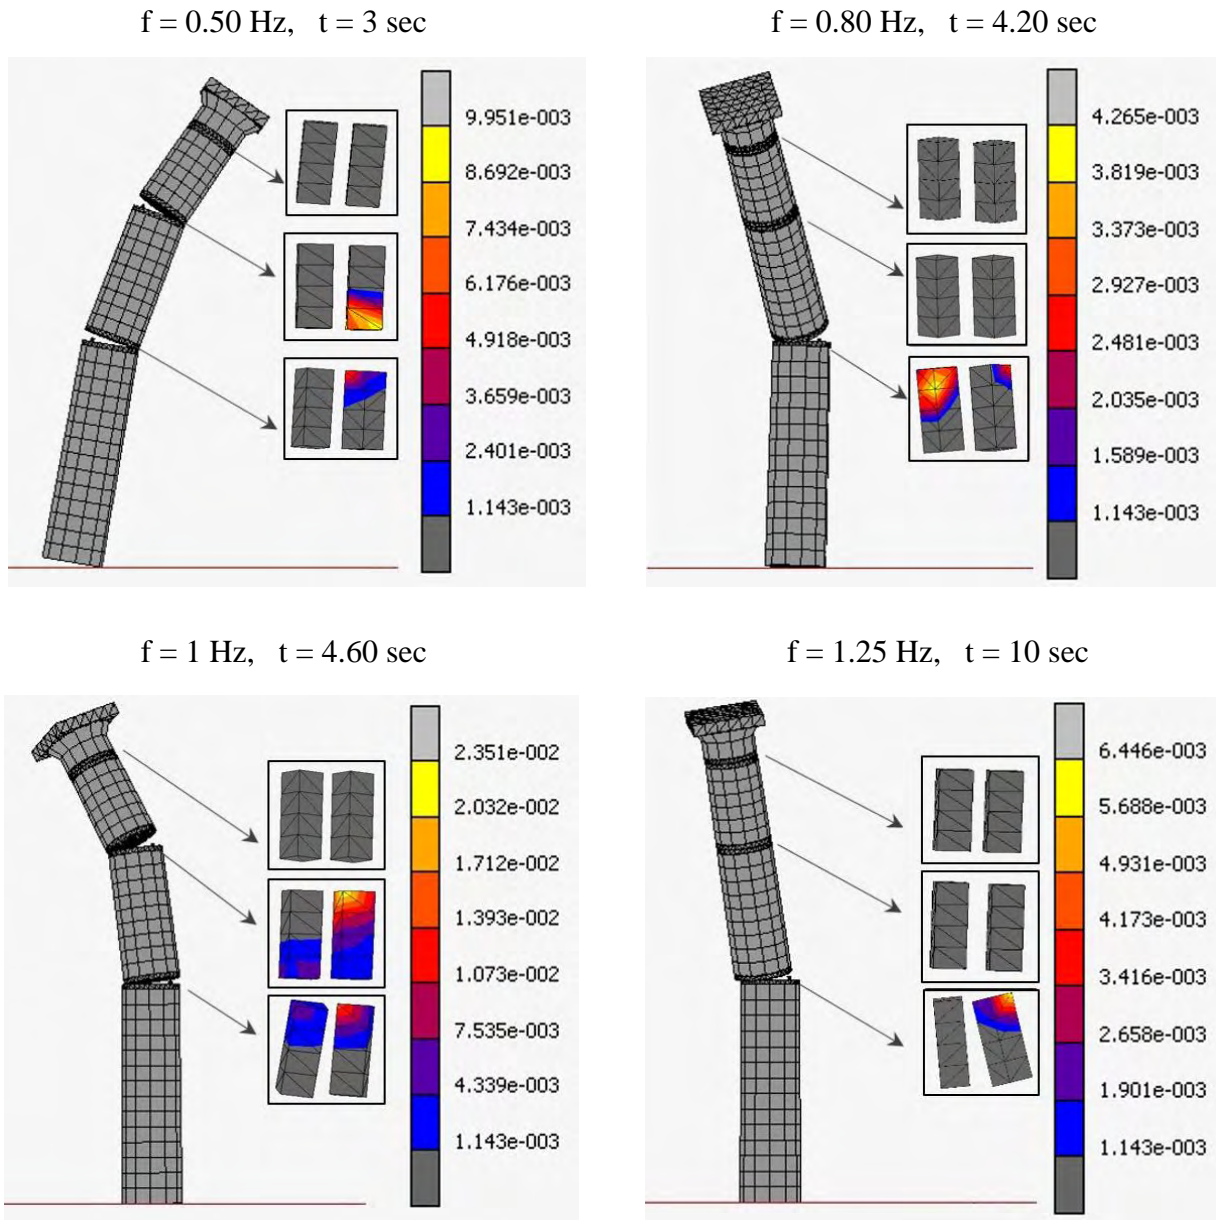 f = 0.50 Hz, t = 3 sec
9.951e-003
8.692e-003
7.434e-003
6.176e-003
4.918e-003
3.659e-003
2.401e-003
1.143e-003
f = 0.80 Hz, t = 4.20 sec
4.265e-003
3.819e-003
3.373e-003
2.927e-003
2.481e-003
2.035e-003
1.589e-003
1.143e-003
f = 1 Hz, t = 4.60 sec
2.351e-002
2.032e-002
1.712e-002
1.393e-002
1.073e-002
7.535e-003
4.339e-003
1.143e-003
f = 1.25 Hz, t = 10 sec
6.446e-003
5.688e-003
4.931e-003
4.173e-003
3.416e-003
2.658e-003
1.901e-003
1.143e-003